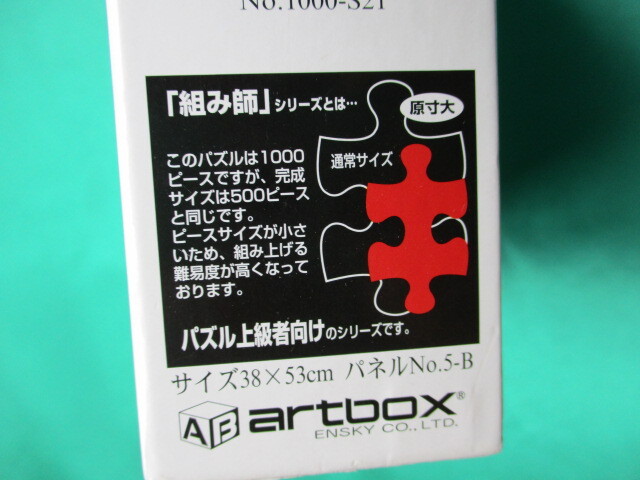 No.1000-S21
「組み師」シリーズとは…
原寸大
通常サイズ
このパズルは1000
ピースですが、完成
サイズは500ピース
と同じです。
ピースサイズが小さ
いため、組み上げる
難易度が高くなって
おります。
パズル上級者向けのシリーズです。
サイズ38×53cm パネルNo.5-B
AB artbox®
ENSKY CO., LTD.